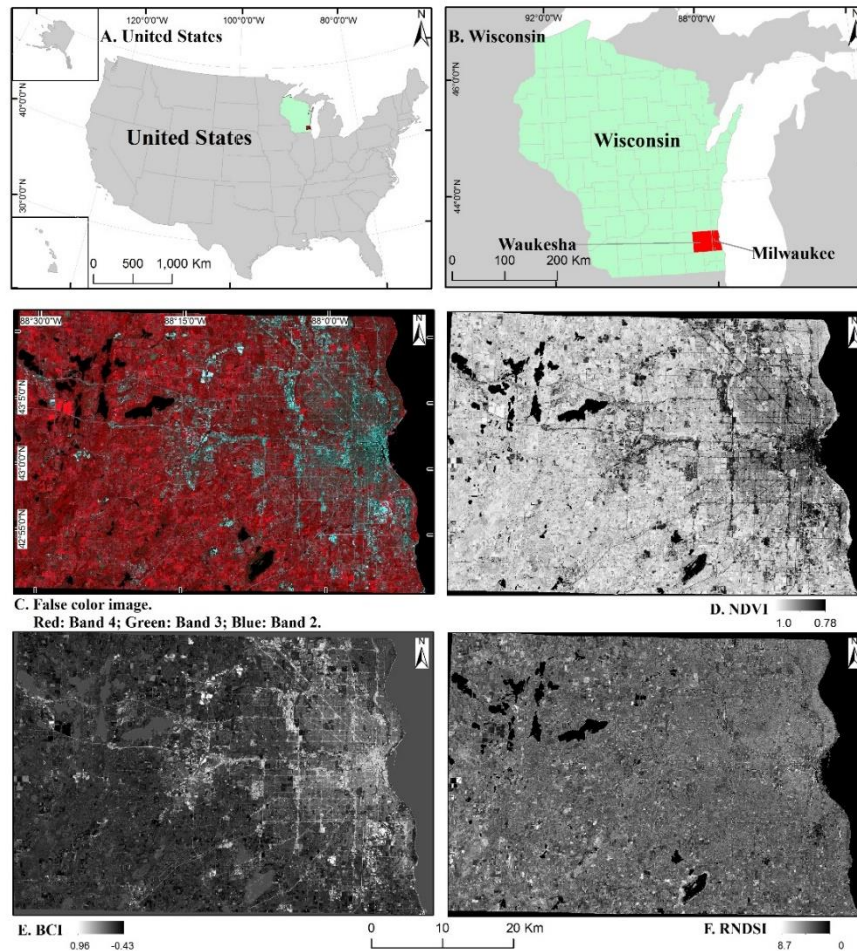 120°0'0"W 100°0'0"W 80°0'0"W
N
A. United States
40°0'0"N
30°0'0"N
United States
0 500 1,000 Km
92°0'0"W 88°0'0"W
N
B. Wisconsin
46°0'0"N
44°0'0"N
Wisconsin
Waukesha
Milwaukee
0 100 200 Km
88°30'0"W 88°15'0"W 88°0'0"W
N
43°5'0"N
43°0'0"N
42°55'0"N
C. False color image.
Red: Band 4; Green: Band 3; Blue: Band 2.
N
D. NDVI
1.0 0.78
N
E. BCI
0.96 -0.43
0 10 20 Km
N
F. RNDSI
8.7 0